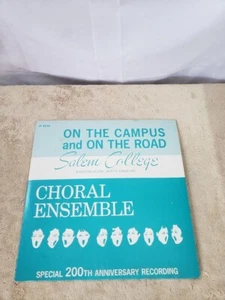 ON THE CAMPUS
and ON THE ROAD
Salem College
CHORAL
ENSEMBLE
SPECIAL 200TH ANNIVERSARY RECORDING